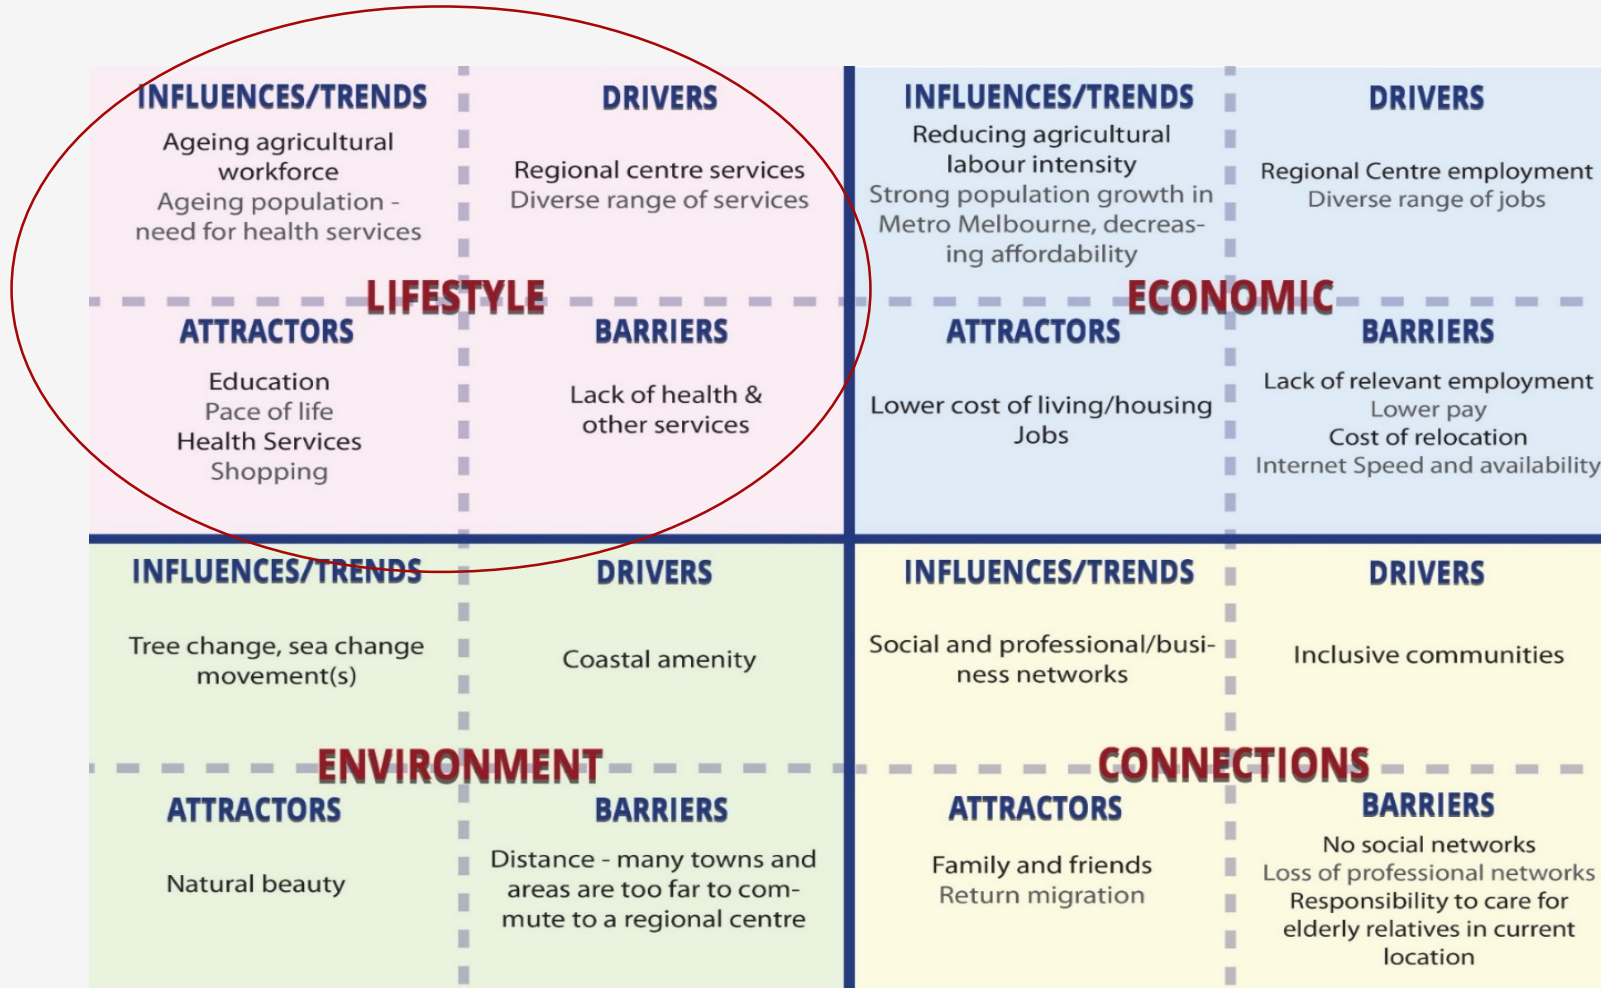 INFLUENCES/TRENDS
Ageing agricultural
workforce
Ageing population -
need for health services
DRIVERS
Regional centre services
Diverse range of services
LIFESTYLE
ATTRACTORS
Education
Pace of life
Health Services
Shopping
BARRIERS
Lack of health &
other services
INFLUENCES/TRENDS
Reducing agricultural
labour intensity
Strong population growth in
Metro Melbourne, decreas-
ing affordability
DRIVERS
Regional Centre employment
Diverse range of jobs
ECONOMIC
ATTRACTORS
Lower cost of living/housing
Jobs
BARRIERS
Lack of relevant employment
Lower pay
Cost of relocation
Internet Speed and availability
INFLUENCES/TRENDS
Tree change, sea change
movement(s)
DRIVERS
Coastal amenity
ENVIRONMENT
ATTRACTORS
Natural beauty
BARRIERS
Distance - many towns and
areas are too far to com-
mute to a regional centre
INFLUENCES/TRENDS
Social and professional/busi-
ness networks
DRIVERS
Inclusive communities
CONNECTIONS
ATTRACTORS
Family and friends
Return migration
BARRIERS
No social networks
Loss of professional networks
Responsibility to care for
elderly relatives in current
location